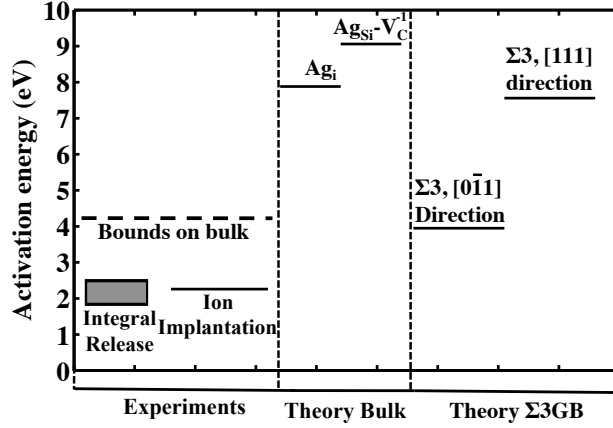 Activation energy (eV)
10
9
8
7
6
5
4
3
2
1
0
Bounds on bulk
Integral
Release
Ion
Implantation
Ag_i
Ag_Si-V_C^-1
Σ3, [01̄1]
Direction
Σ3, [111]
direction
Experiments
Theory Bulk
Theory Σ3GB